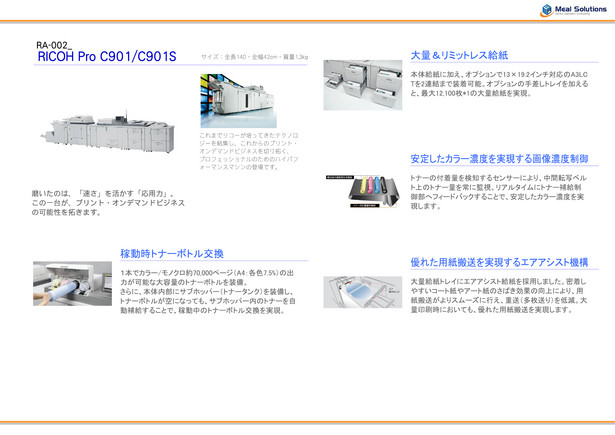 Meal Solutions
RA-002_
RICOH Pro C901/C901S
サイズ：全長140・全幅42cm・質量1.3kg
これまでリコーが培ってきたテクノロ
ジーを結集し、これからのプリント・
オンデマンドビジネスを切り拓く、
プロフェッショナルのためのハイパフ
ォーマンスマシンの登場です。
磨いたのは、「速さ」を活かす「応用力」。
この一台が、プリント・オンデマンドビジネス
の可能性を拓きます。
稼動時トナーボトル交換
1本でカラー/モノクロ約70,000ページ（A4：各色7.5%）の出
力が可能な大容量のトナーボトルを装備。
さらに、本体内部にサブホッパー（トナータンク）を装備し、
トナーボトルが空になっても、サブホッパー内のトナーを自
動補給することで、稼動中のトナーボトル交換を実現。
大量＆リミットレス給紙
本体給紙に加え、オプションで13×19.2インチ対応のA3LC
Tを2連結まで装着可能。オプションの手差しトレイを加える
と、最大12,100枚*1の大量給紙を実現。
安定したカラー濃度を実現する画像濃度制御
トナーの付着量を検知するセンサーにより、中間転写ベル
ト上のトナー量を常に監視、リアルタイムにトナー補給制
御部へフィードバックすることで、安定したカラー濃度を実
現します。
優れた用紙搬送を実現するエアアシスト機構
大量給紙トレイにエアアシスト給紙を採用しました。密着し
やすいコート紙やアート紙のさばき効果の向上により、用
紙搬送がよりスムーズに行え、重送（多枚送り）を低減。大
量印刷時においても、優れた用紙搬送を実現します。